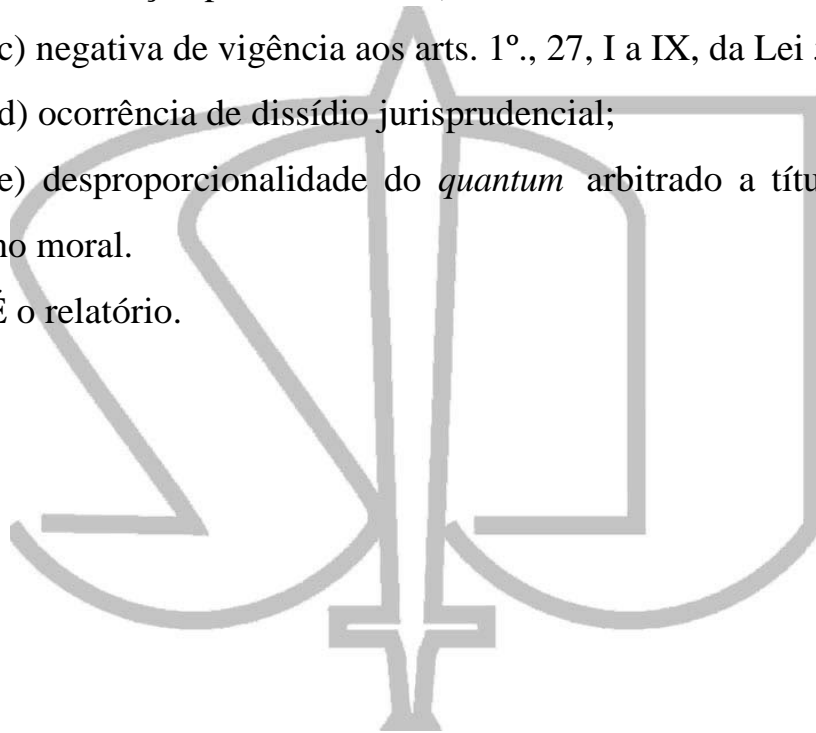 c) negativa de vigência aos arts. 1º., 27, I a IX, da Lei
d) ocorrência de dissídio jurisprudencial;
e) desproporcionalidade do quantum arbitrado a títu
no moral.
É o relatório.